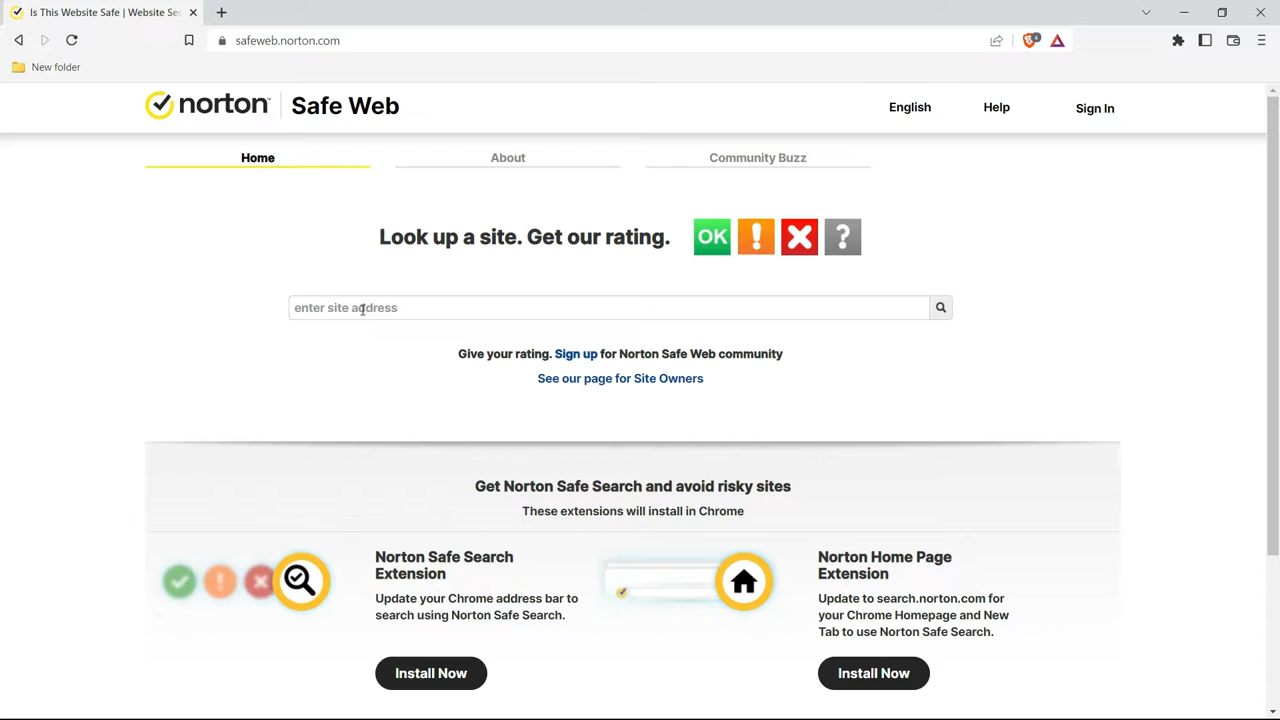 Is This Website Safe | Website Sec
safeweb.norton.com
4
New folder
norton
Safe Web
English
Help
Sign In
Home
About
Community Buzz
Look up a site. Get our rating.
OK
!
?
enter site address
Give your rating. Sign up for Norton Safe Web community
See our page for Site Owners
Get Norton Safe Search and avoid risky sites
These extensions will install in Chrome
Norton Safe Search
Extension
Update your Chrome address bar to
search using Norton Safe Search.
Install Now
Norton Home Page
Extension
Update to search.norton.com for
your Chrome Homepage and New
Tab to use Norton Safe Search.
Install Now